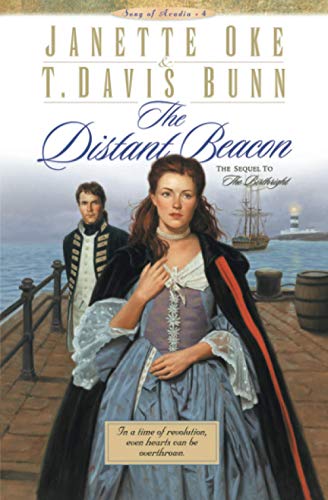 Song of Acadia • 4
JANETTE OKE
&
T. DAVIS BUNN
The
Distant Beacon
THE SEQUEL TO
The Birthright
In a time of revolution,
even hearts can be
overthrown.